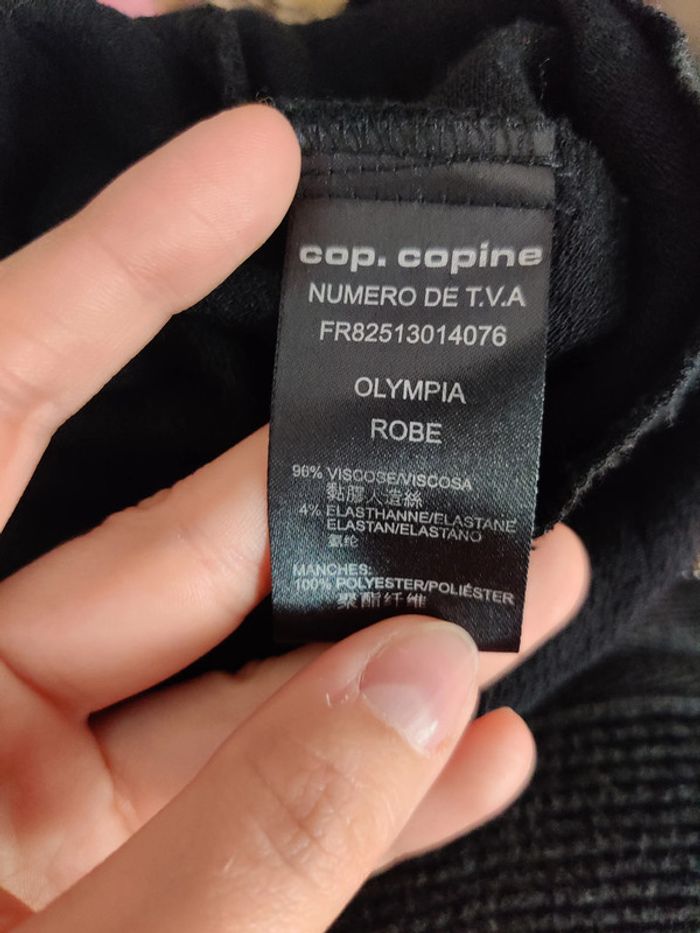 cop. copine
NUMERO DE T.V.A
FR82513014076
OLYMPIA
ROBE
96% VISCOSE/VISCOSA
黏膠人造絲
4% ELASTHANNE/ELASTANE
ELASTAN/ELASTANO
氨纶
MANCHES:
100% POLYESTER/POLIÉSTER
聚酯纤维